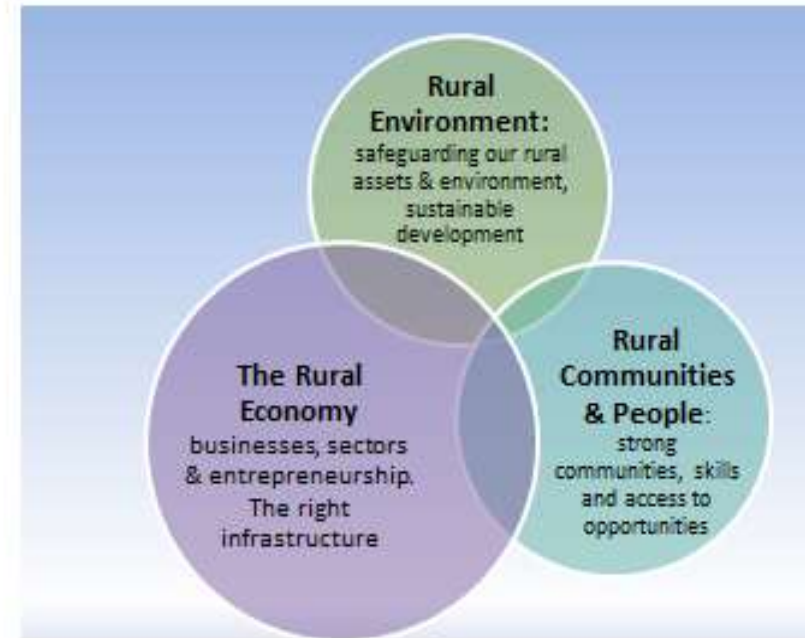 Rural
Environment:
safeguarding our rural
assets & environment,
sustainable
development
The Rural
Economy
businesses, sectors
& entrepreneurship.
The right
infrastructure
Rural
Communities
& People:
strong
communities, skills
and access to
opportunities